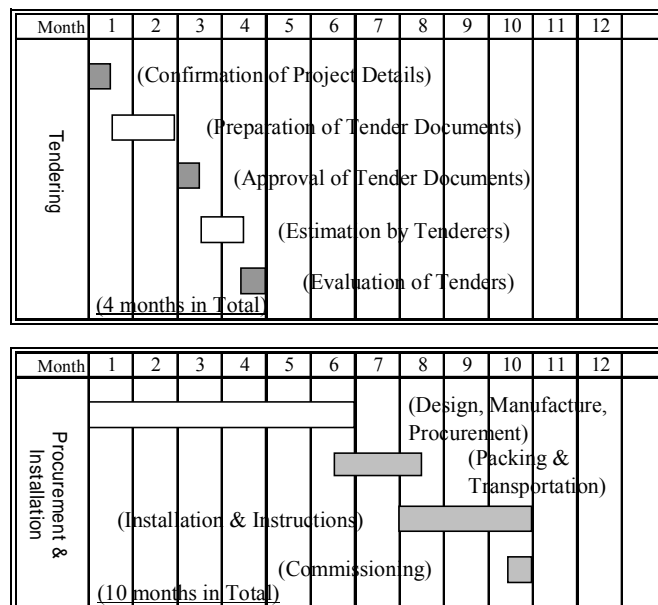 Month 1 2 3 4 5 6 7 8 9 10 11 12
Tendering
(Confirmation of Project Details)
(Preparation of Tender Documents)
(Approval of Tender Documents)
(Estimation by Tenderers)
(Evaluation of Tenders)
(4 months in Total)
Month 1 2 3 4 5 6 7 8 9 10 11 12
Procurement &
Installation
(Design, Manufacture,
Procurement)
(Packing &
Transportation)
(Installation & Instructions)
(Commissioning)
(10 months in Total)